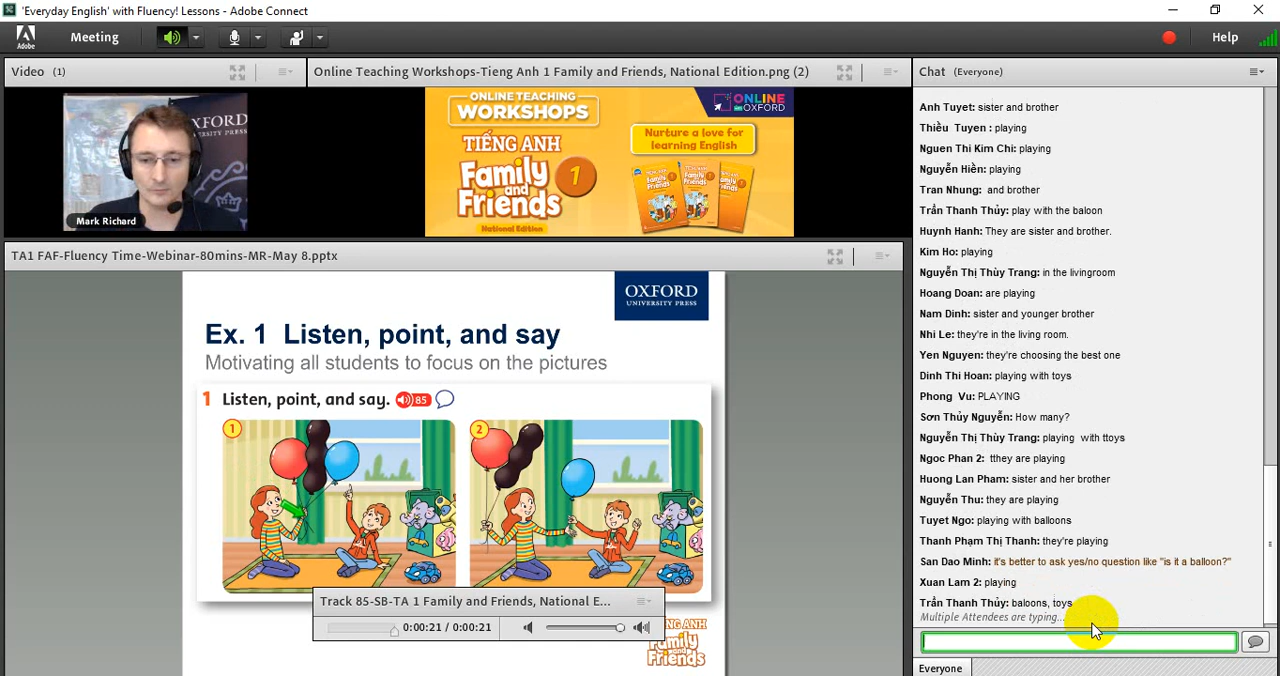 'Everyday English' with Fluency! Lessons - Adobe Connect
Adobe
Meeting
Help
Video (1)
Online Teaching Workshops-Tieng Anh 1 Family and Friends, National Edition.png (2)
XFORD
VERSITY PRESS
Mark Richard
ONLINE TEACHING
WORKSHOPS
TIẾNG ANH
Family and Friends 1
National Edition
ONLINE
OXFORD
Nurture a love for
learning English
TA1 FAF-Fluency Time-Webinar-80mins-MR-May 8.pptx
OXFORD
UNIVERSITY PRESS
Ex. 1 Listen, point, and say
Motivating all students to focus on the pictures
1 Listen, point, and say. 85
1
2
Track 85-SB-TA 1 Family and Friends, National E...
0:00:21 / 0:00:21
NG ANH
Family
Friends
Chat (Everyone)
Anh Tuyet: sister and brother
Thiều Tuyen : playing
Nguen Thi Kim Chi: playing
Nguyễn Hiền: playing
Tran Nhung: and brother
Trần Thanh Thủy: play with the baloon
Huynh Hanh: They are sister and brother.
Kim Ho: playing
Nguyễn Thị Thùy Trang: in the livingroom
Hoang Doan: are playing
Nam Dinh: sister and younger brother
Nhi Le: they're in the living room.
Yen Nguyen: they're choosing the best one
Dinh Thi Hoan: playing with toys
Phong Vu: PLAYING
Sơn Thủy Nguyễn: How many?
Nguyễn Thị Thùy Trang: playing with ttoys
Ngoc Phan 2: tthey are playing
Huong Lan Pham: sister and her brother
Nguyễn Thu: they are playing
Tuyet Ngo: playing with balloons
Thanh Phạm Thị Thanh: they're playing
San Dao Minh: it's better to ask yes/no question like "is it a balloon?"
Xuan Lam 2: playing
Trần Thanh Thủy: baloons, toys
Multiple Attendees are typing...
Everyone